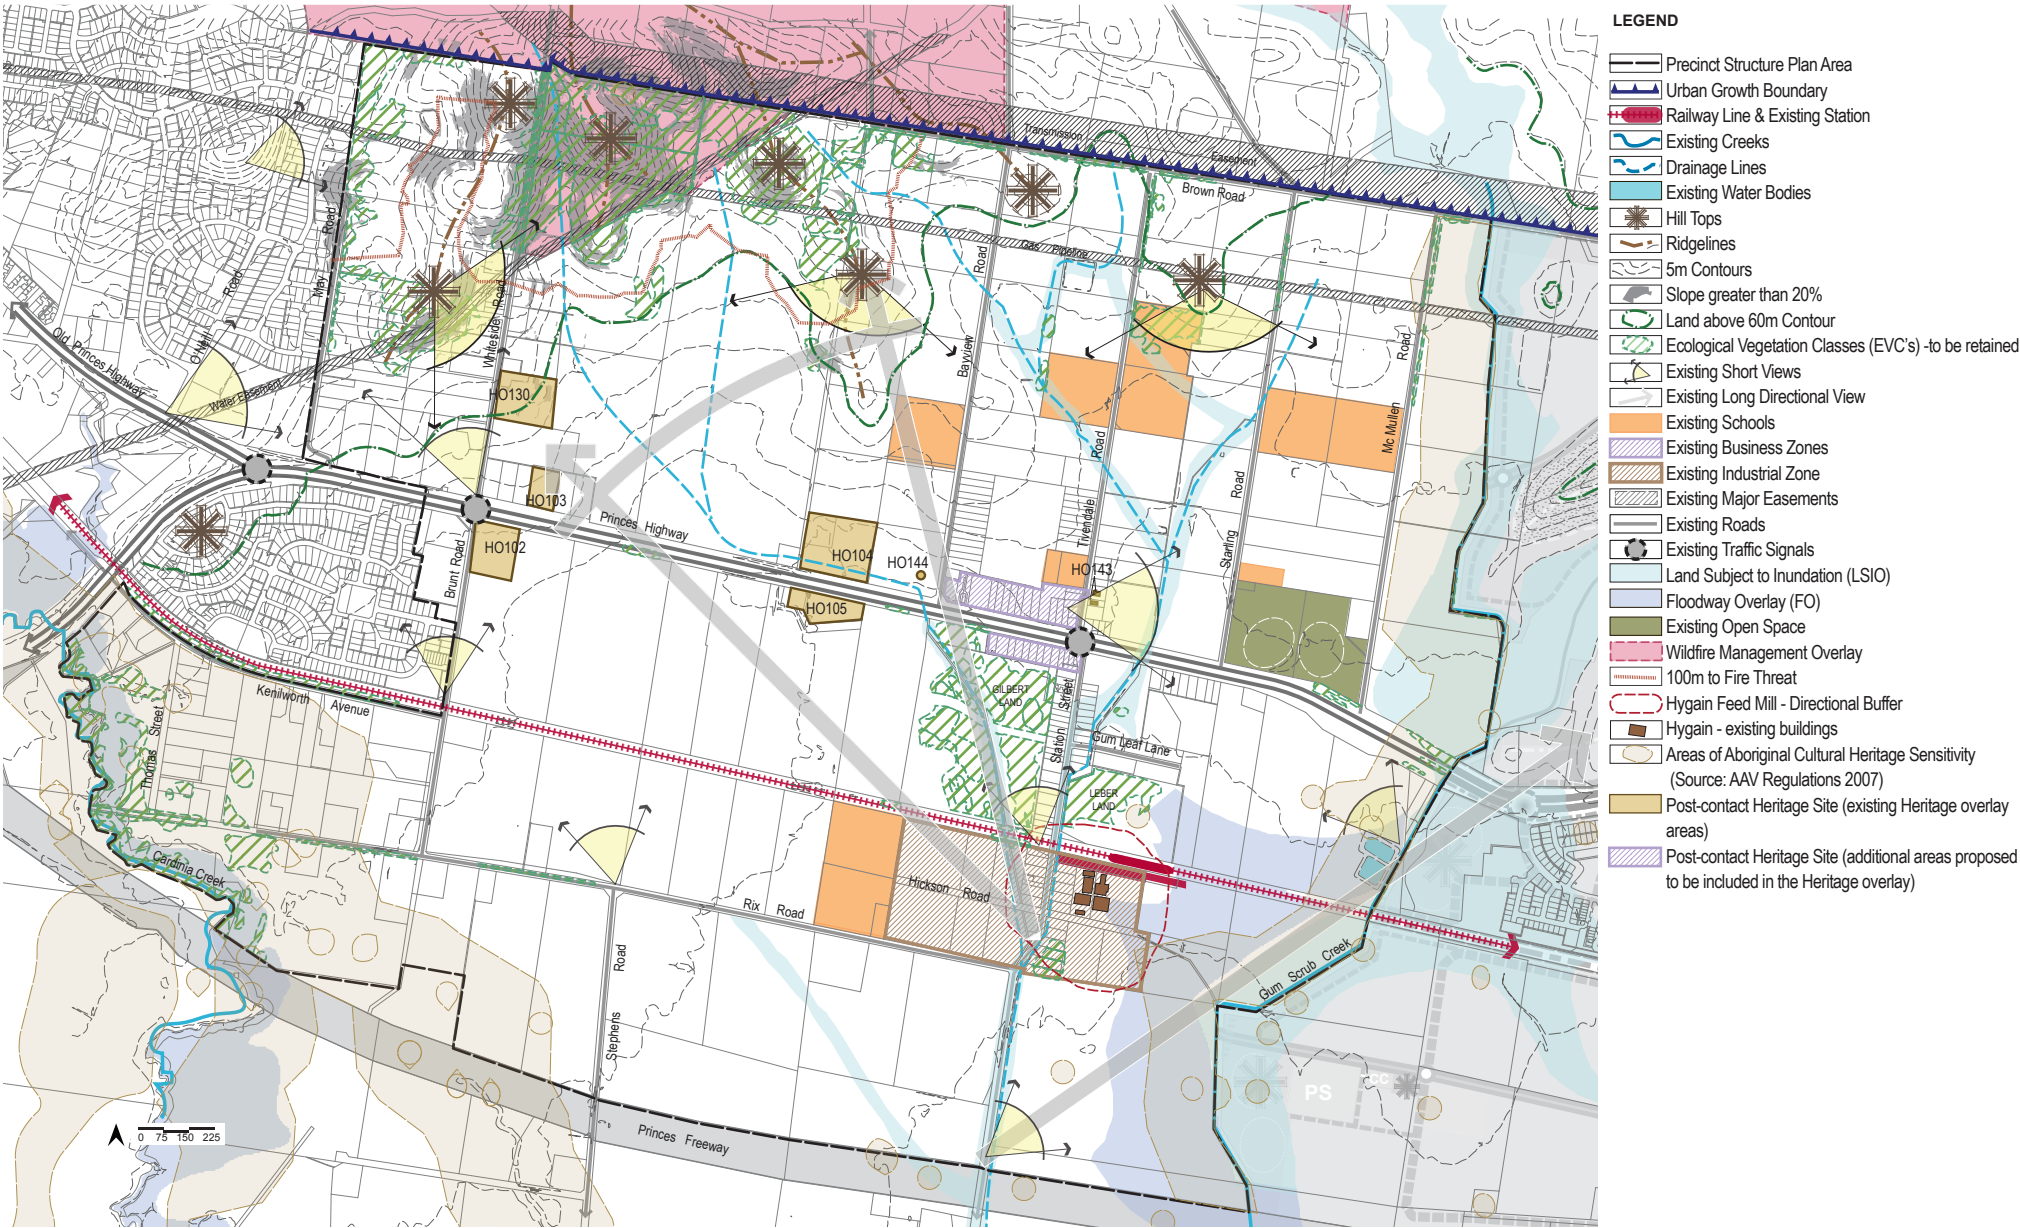 LEGEND
Precinct Structure Plan Area
Urban Growth Boundary
Railway Line & Existing Station
Existing Creeks
Drainage Lines
Existing Water Bodies
Hill Tops
Ridgelines
5m Contours
Slope greater than 20%
Land above 60m Contour
Ecological Vegetation Classes (EVC's) -to be retained
Existing Short Views
Existing Long Directional View
Existing Schools
Existing Business Zones
Existing Industrial Zone
Existing Major Easements
Existing Roads
Existing Traffic Signals
Land Subject to Inundation (LSIO)
Floodway Overlay (FO)
Existing Open Space
Wildfire Management Overlay
100m to Fire Threat
Hygain Feed Mill - Directional Buffer
Hygain - existing buildings
Areas of Aboriginal Cultural Heritage Sensitivity
(Source: AAV Regulations 2007)
Post-contact Heritage Site (existing Heritage overlay
areas)
Post-contact Heritage Site (additional areas proposed
to be included in the Heritage overlay)
Transmission
Easement
Brown Road
May Road
O'Neil Road
Whiteside Road
Gas Pipeline
Bayview Road
Old Princes Highway
Water Easement
Mc Mullen Road
HO130
HO103
HO102
Tivendale Road
Starling Road
Princes Highway
Brunt Road
HO104
HO144
HO143
HO105
Kenilworth Avenue
Thomas Street
GILBERT
LAND
Station Street
Gum Leaf Lane
LEBER
LAND
Cardinia Creek
Hickson Road
Rix Road
Stephens Road
Gum Scrub Creek
PS
CC
Princes Freeway
0 75 150 225